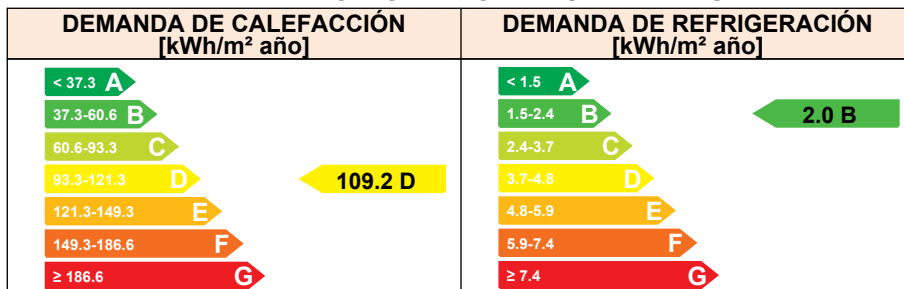 DEMANDA DE CALEFACCIÓN
[kWh/m² año]
< 37.3 A
37.3-60.6 B
60.6-93.3 C
93.3-121.3 D
109.2 D
121.3-149.3 E
149.3-186.6 F
≥ 186.6 G
DEMANDA DE REFRIGERACIÓN
[kWh/m² año]
< 1.5 A
1.5-2.4 B
2.0 B
2.4-3.7 C
3.7-4.8 D
4.8-5.9 E
5.9-7.4 F
≥ 7.4 G